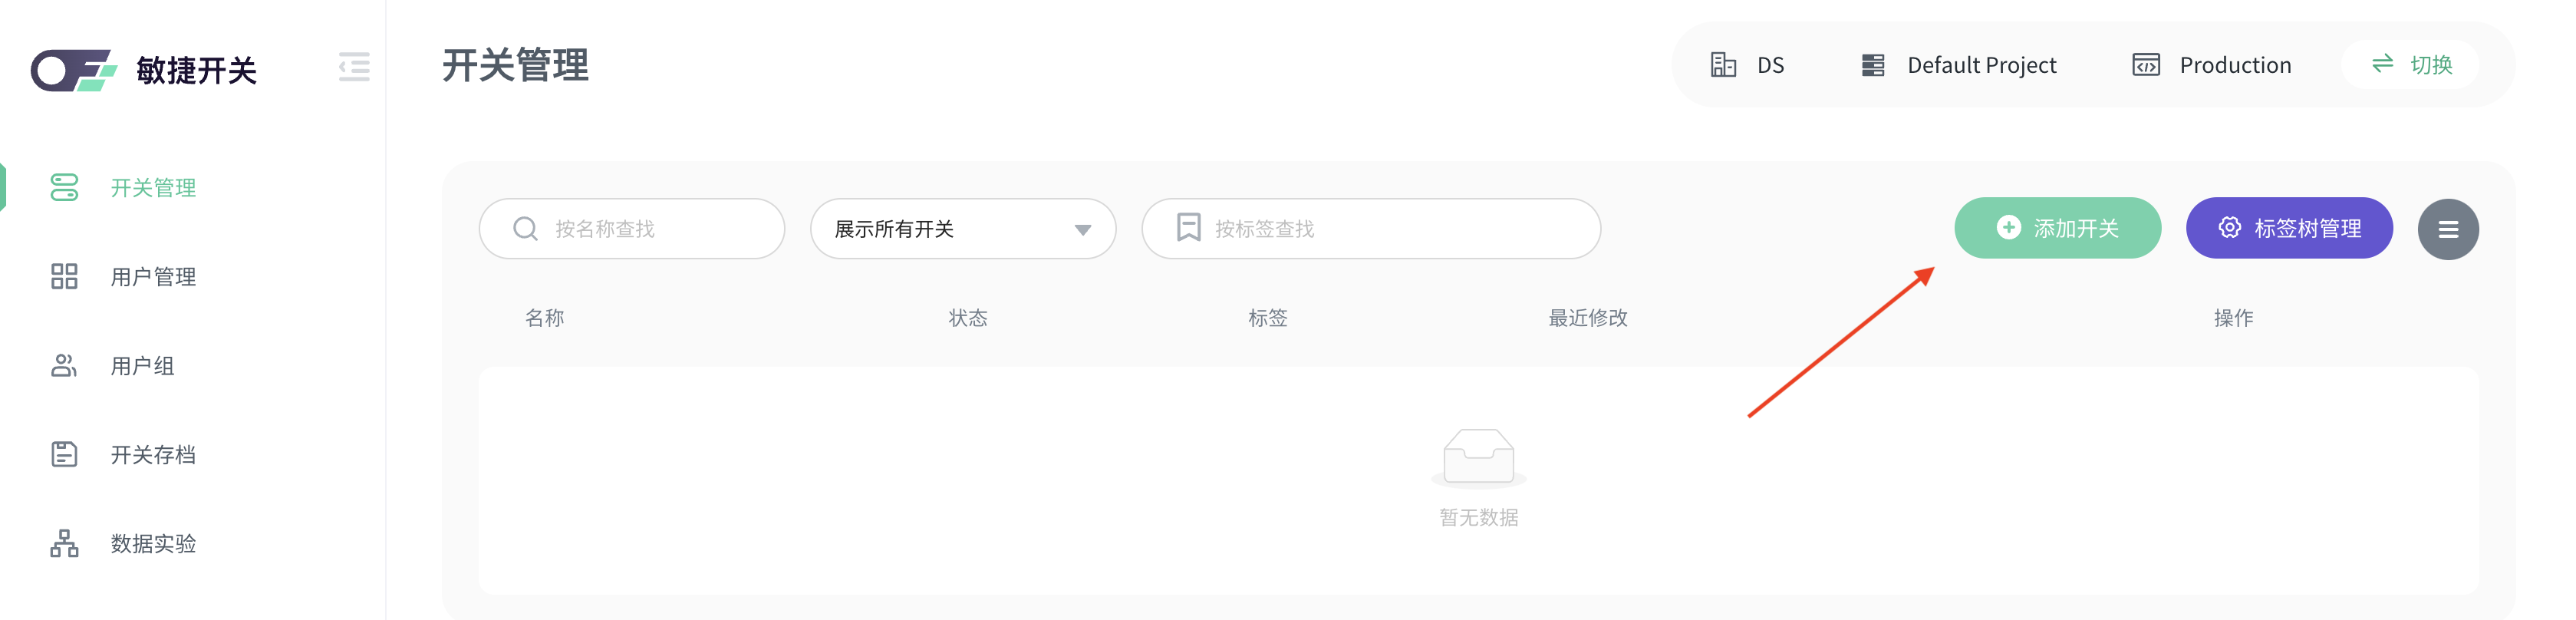 敏捷开关
开关管理
用户管理
用户组
开关存档
数据实验
开关管理
DS
Default Project
Production
切换
按名称查找
展示所有开关
按标签查找
添加开关
标签树管理
名称
状态
标签
最近修改
操作
暂无数据